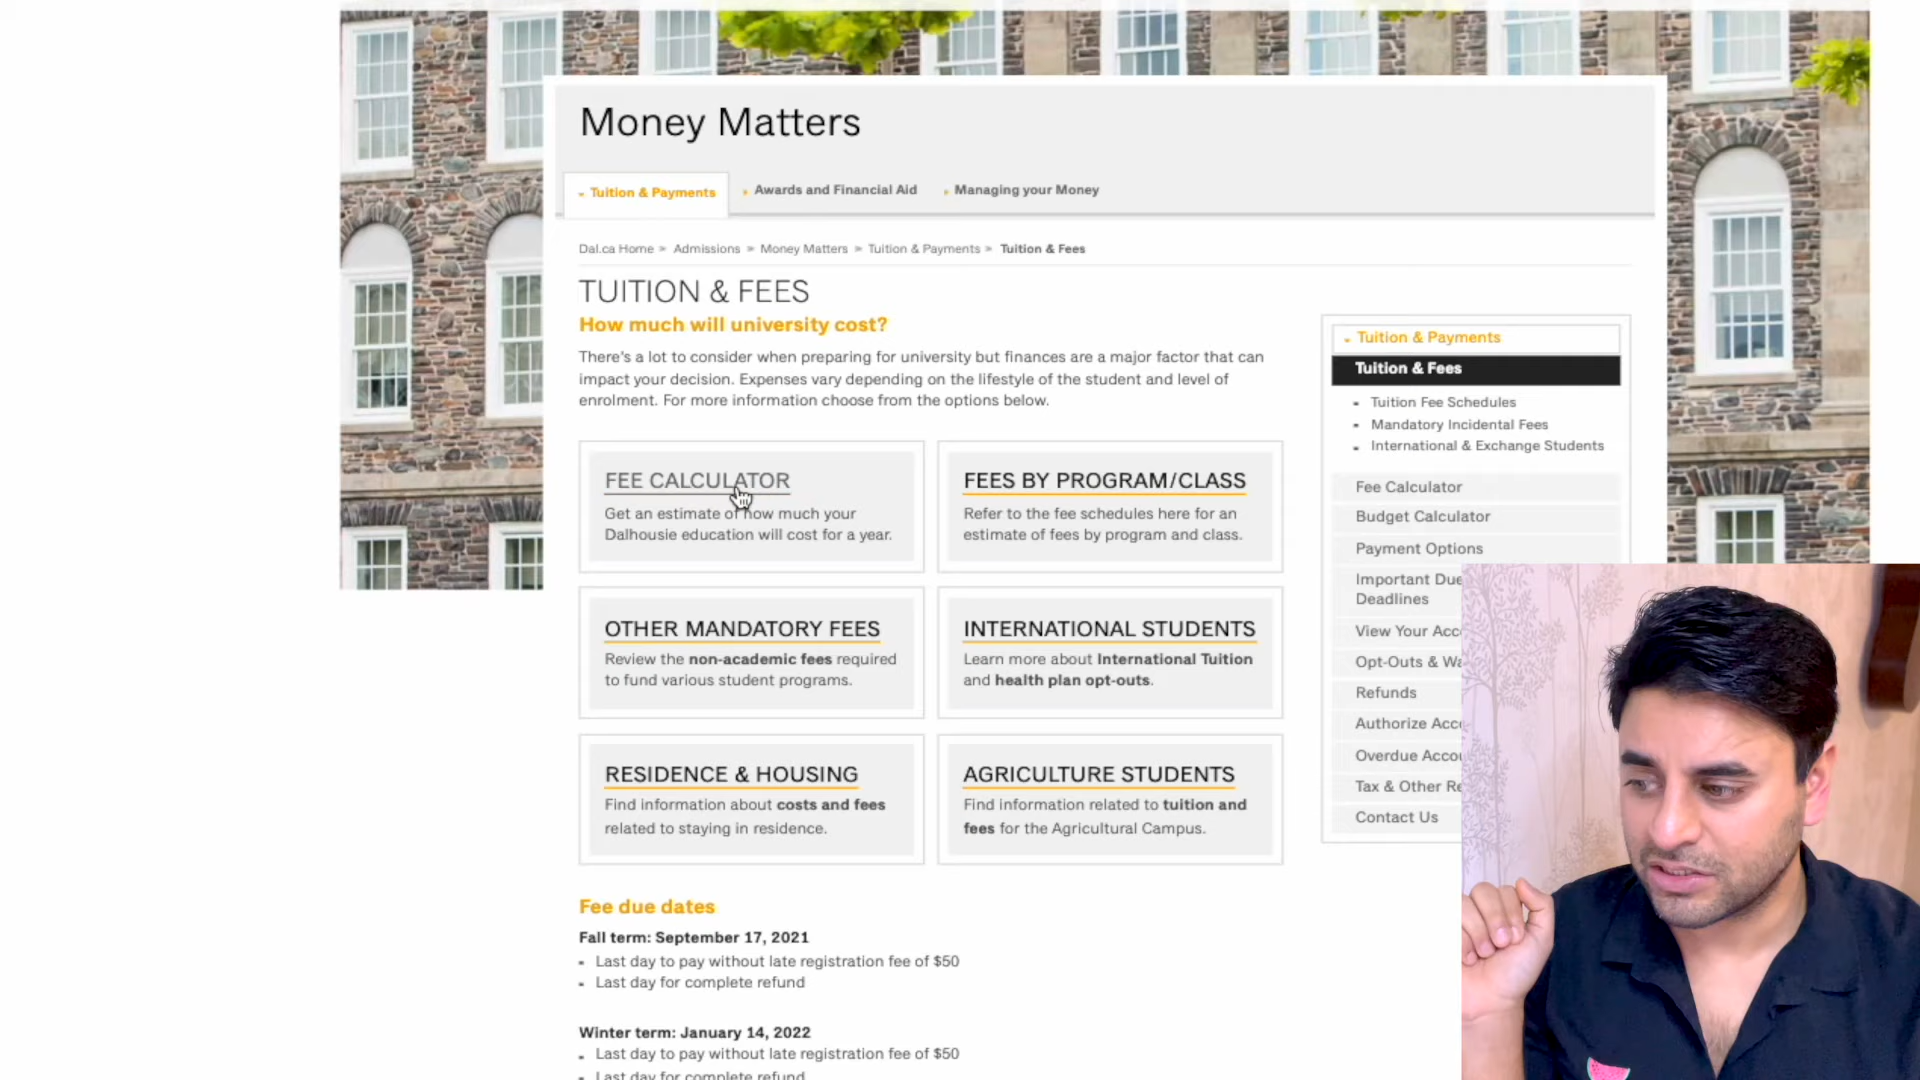 Money Matters
Tuition & Payments
Awards and Financial Aid
Managing your Money
Dal.ca Home » Admissions » Money Matters » Tuition & Payments » Tuition & Fees
TUITION & FEES
How much will university cost?
There's a lot to consider when preparing for university but finances are a major factor that can
impact your decision. Expenses vary depending on the lifestyle of the student and level of
enrolment. For more information choose from the options below.
FEE CALCULATOR
Get an estimate of how much your
Dalhousie education will cost for a year.
FEES BY PROGRAM/CLASS
Refer to the fee schedules here for an
estimate of fees by program and class.
OTHER MANDATORY FEES
Review the non-academic fees required
to fund various student programs.
INTERNATIONAL STUDENTS
Learn more about International Tuition
and health plan opt-outs.
RESIDENCE & HOUSING
Find information about costs and fees
related to staying in residence.
AGRICULTURE STUDENTS
Find information related to tuition and
fees for the Agricultural Campus.
Fee due dates
Fall term: September 17, 2021
Last day to pay without late registration fee of $50
Last day for complete refund
Winter term: January 14, 2022
Last day to pay without late registration fee of $50
Last day for complete refund
Tuition & Payments
Tuition & Fees
Tuition Fee Schedules
Mandatory Incidental Fees
International & Exchange Students
Fee Calculator
Budget Calculator
Payment Options
Important Due
Deadlines
View Your Acc
Opt-Outs & Wa
Refunds
Authorize Acc
Overdue Accou
Tax & Other Re
Contact Us